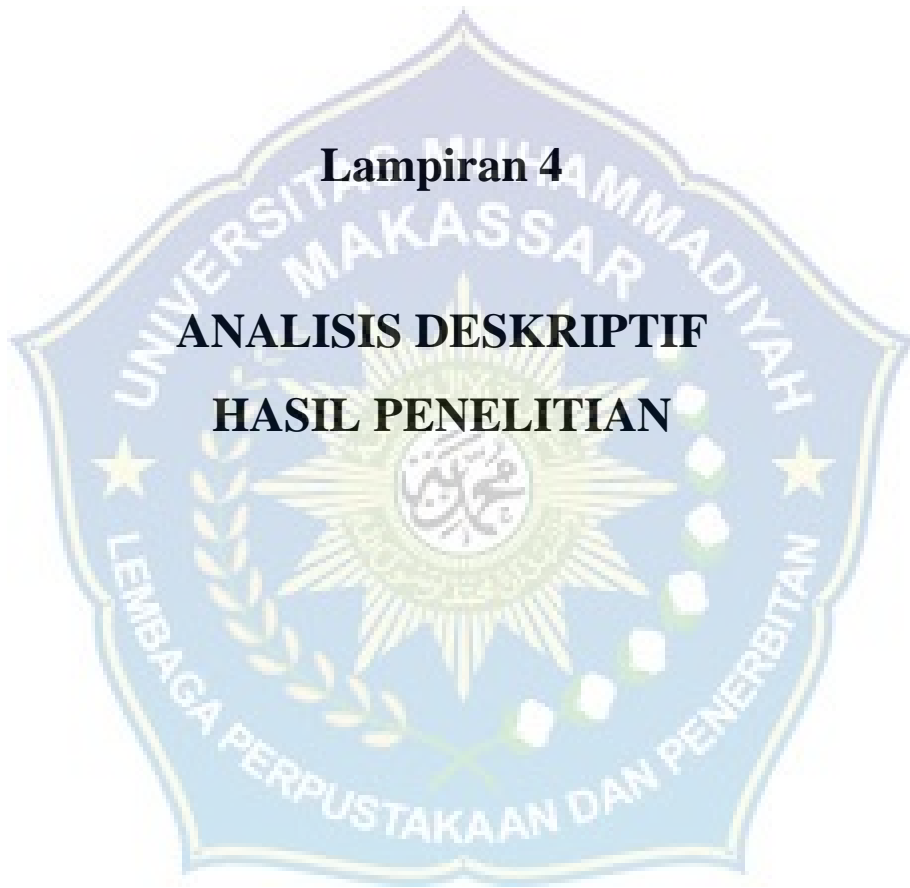 Lampiran 4
UNIVERSITAS MUHAMMADIYAH
MAKASSAR
ANALISIS DESKRIPTIF
HASIL PENELITIAN
LEMBAGA PERPUSTAKAAN DAN PENERBITAN